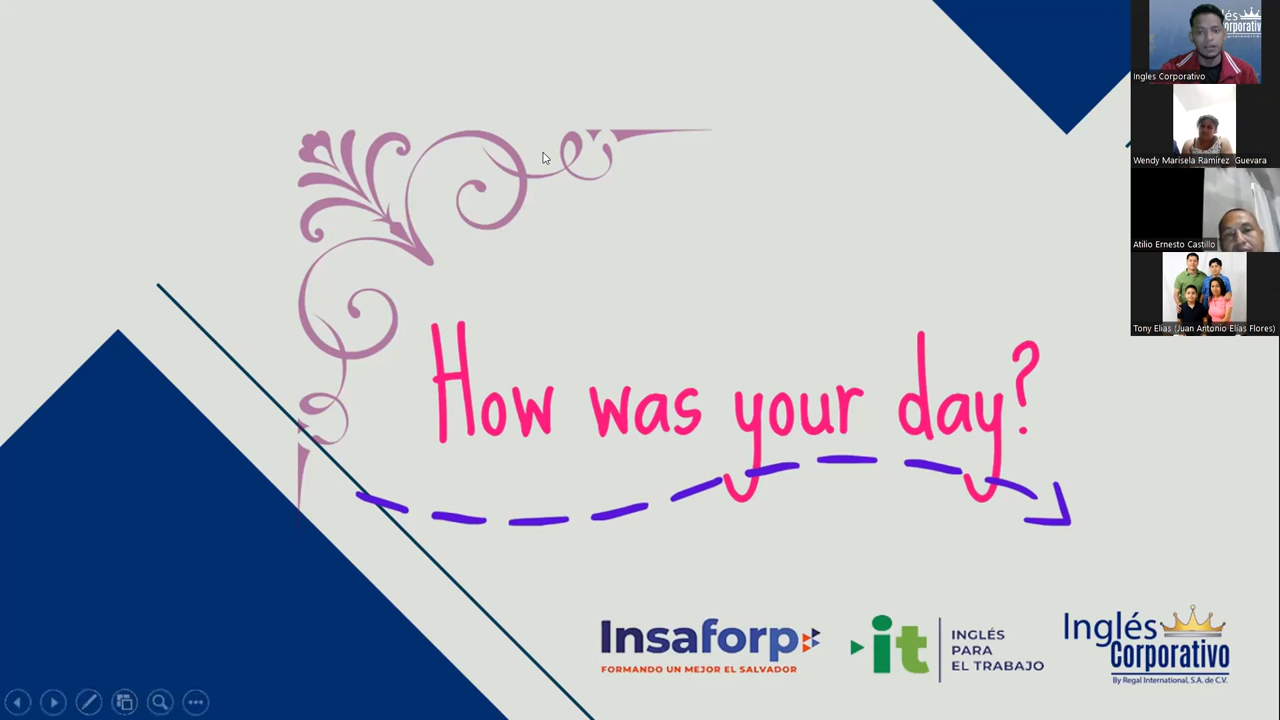 How was your day?
Insaforp
FORMANDO UN MEJOR EL SALVADOR
it
INGLÉS
PARA
EL TRABAJO
Inglés
Corporativo
By Regal International, S.A. de C.V.
Ingles Corporativo
Wendy Marisela Ramirez Guevara
Atilio Ernesto Castillo
Tony Elias (Juan Antonio Elías Flores)